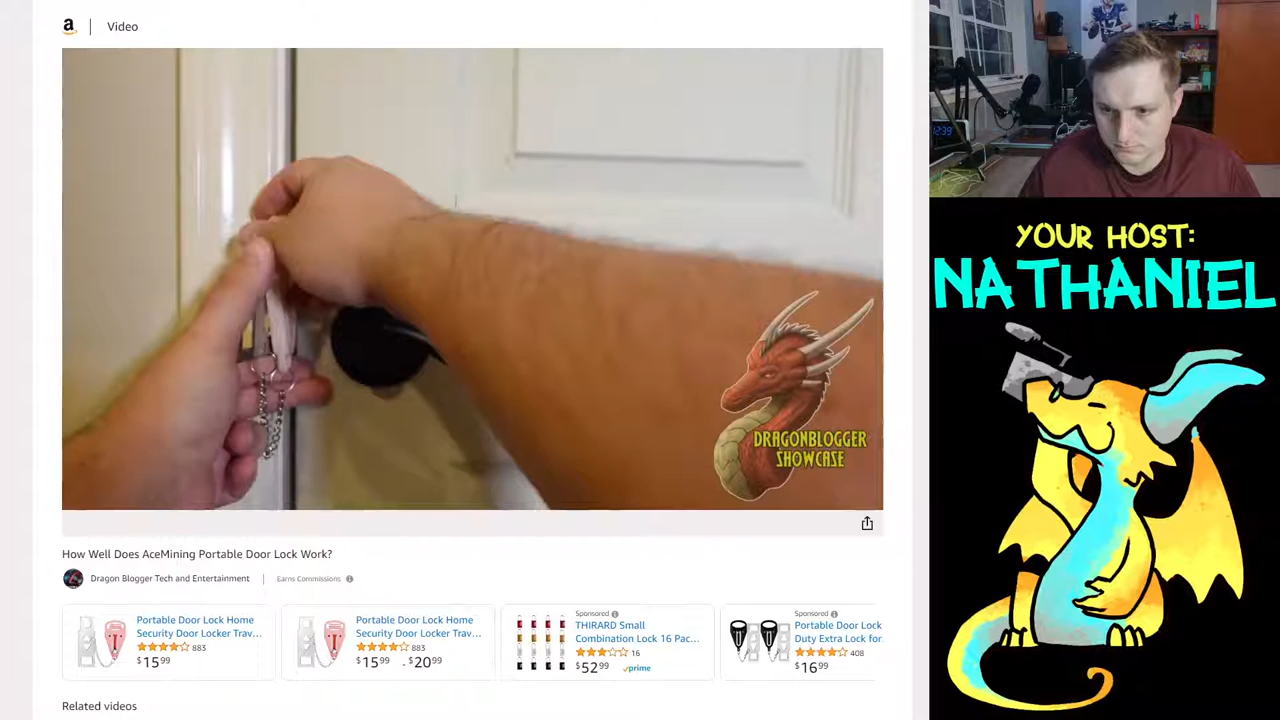 a | Video
DRAGONBLOGGER
SHOWCASE
How Well Does AceMining Portable Door Lock Work?
Dragon Blogger Tech and Entertainment | Earns Commissions
Portable Door Lock Home
Security Door Locker Trav...
883
$15.99
Portable Door Lock Home
Security Door Locker Trav...
883
$15.99 - $20.99
Sponsored
THIRARD Small
Combination Lock 16 Pac...
16
$52.99 prime
Sponsored
Portable Door Lock
Duty Extra Lock for
408
$16.99
Related videos
12:39
17
YOUR HOST:
NATHANIEL